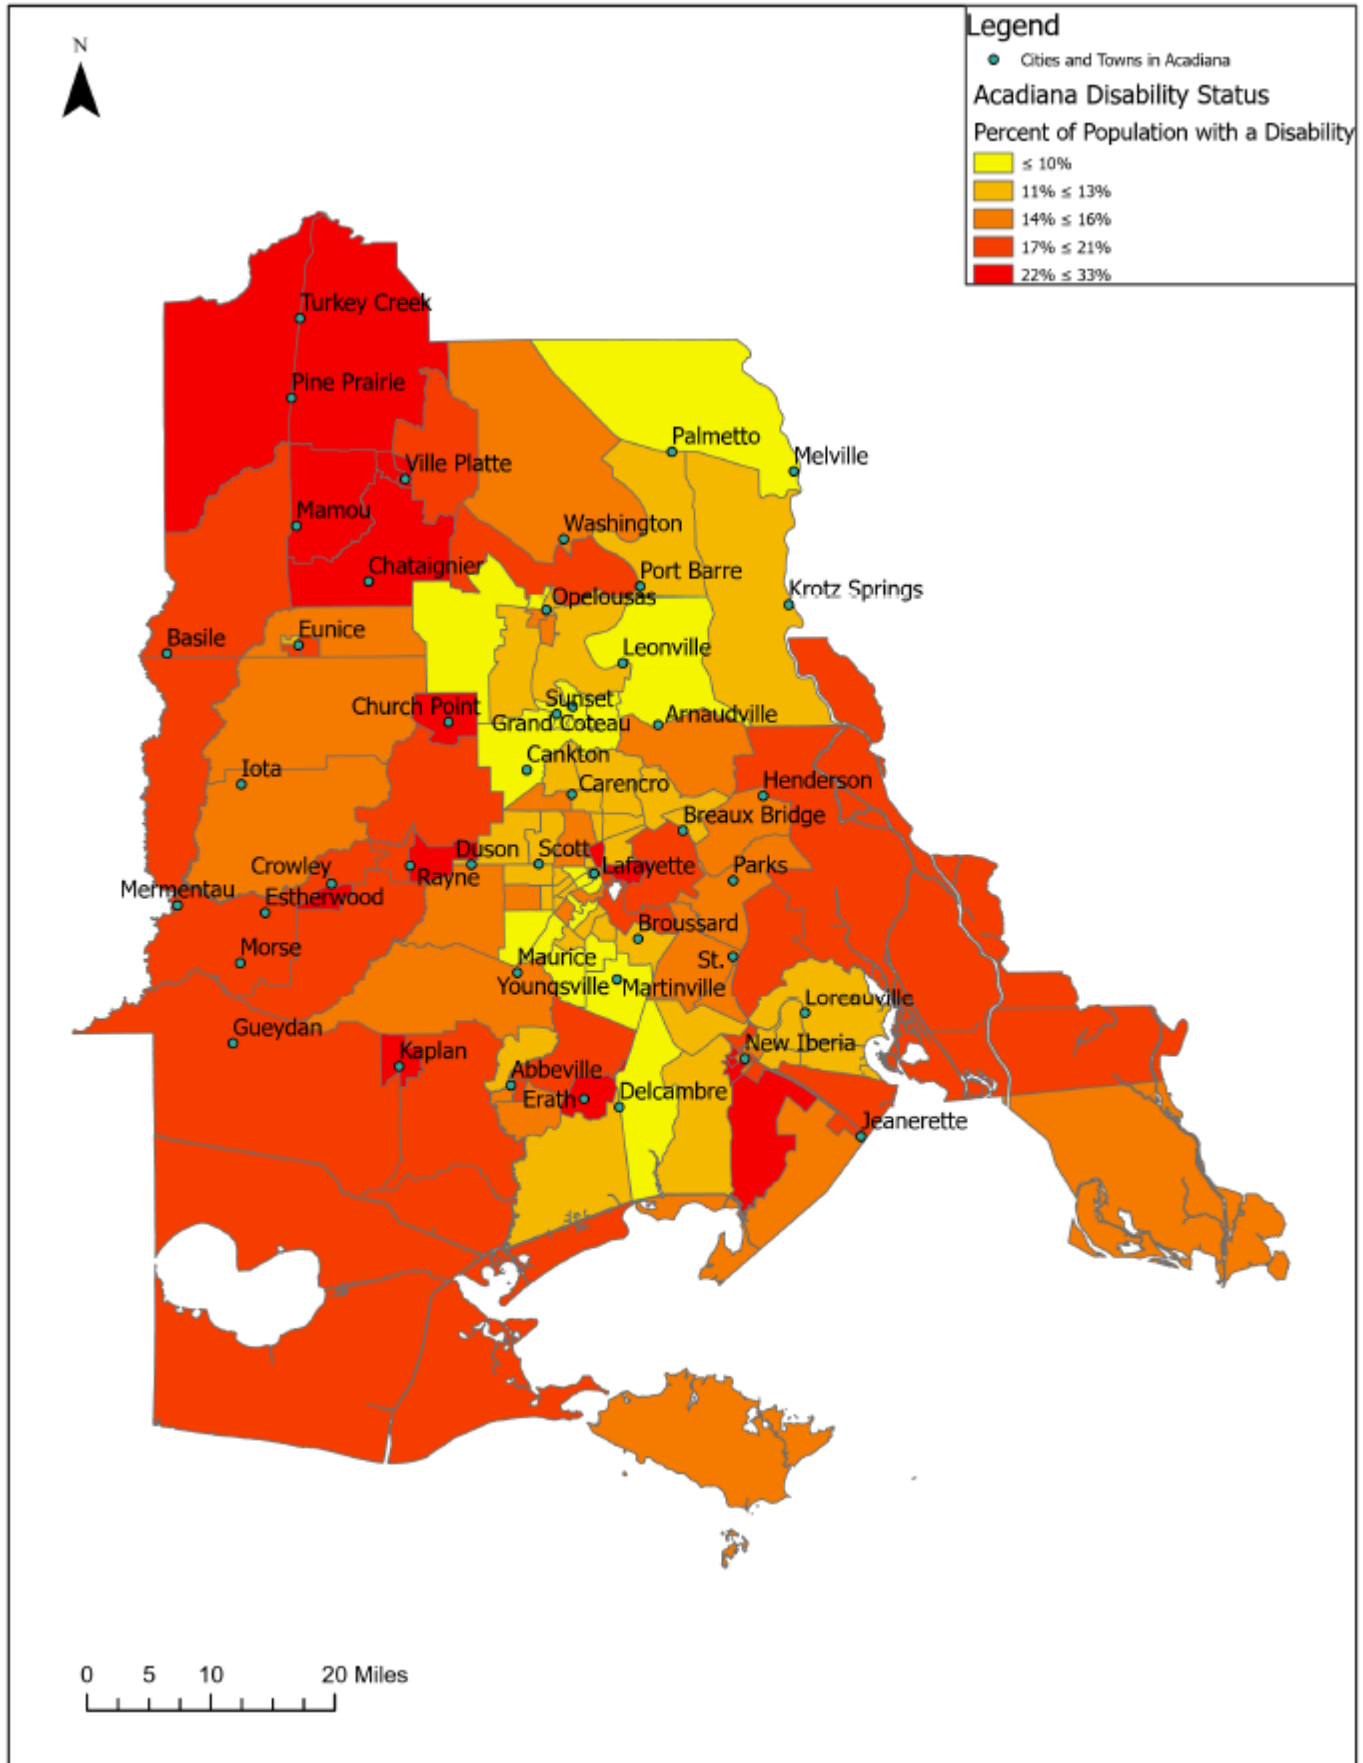 Legend
Cities and Towns in Acadiana
Acadiana Disability Status
Percent of Population with a Disability
≤ 10%
11% ≤ 13%
14% ≤ 16%
17% ≤ 21%
22% ≤ 33%
N
Turkey Creek
Pine Prairie
Palmetto
Melville
Ville Platte
Mamou
Washington
Chataignier
Port Barre
Krotz Springs
Opelousas
Basile
Eunice
Leonville
Church Point
Sunset
Grand Coteau
Arnaudville
Cankton
Iota
Carencro
Henderson
Breaux Bridge
Duson
Scott
Crowley
Rayne
Lafayette
Parks
Mermentau
Estherwood
Broussard
Morse
Maurice
St.
Youngsville
Martinville
Loreauville
Gueydan
Kaplan
New Iberia
Abbeville
Erath
Delcambre
Jeanerette
0 5 10 20 Miles